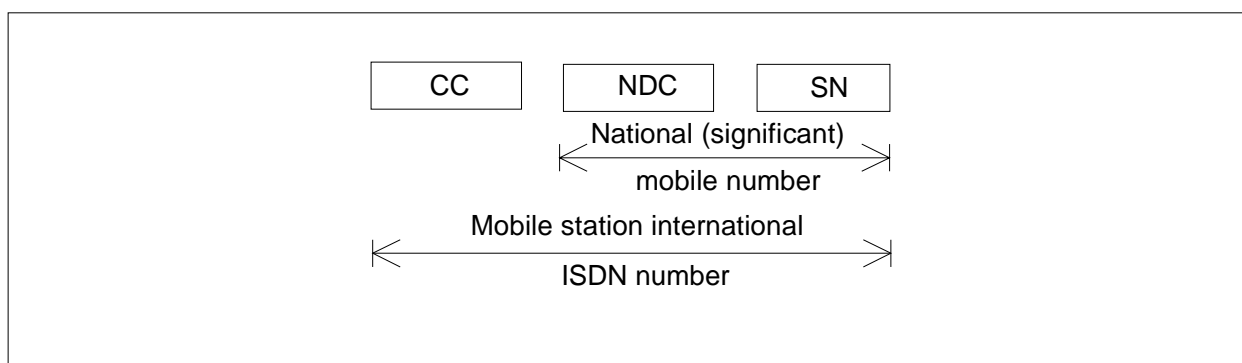 CC NDC SN
National (significant)
mobile number
Mobile station international
ISDN number